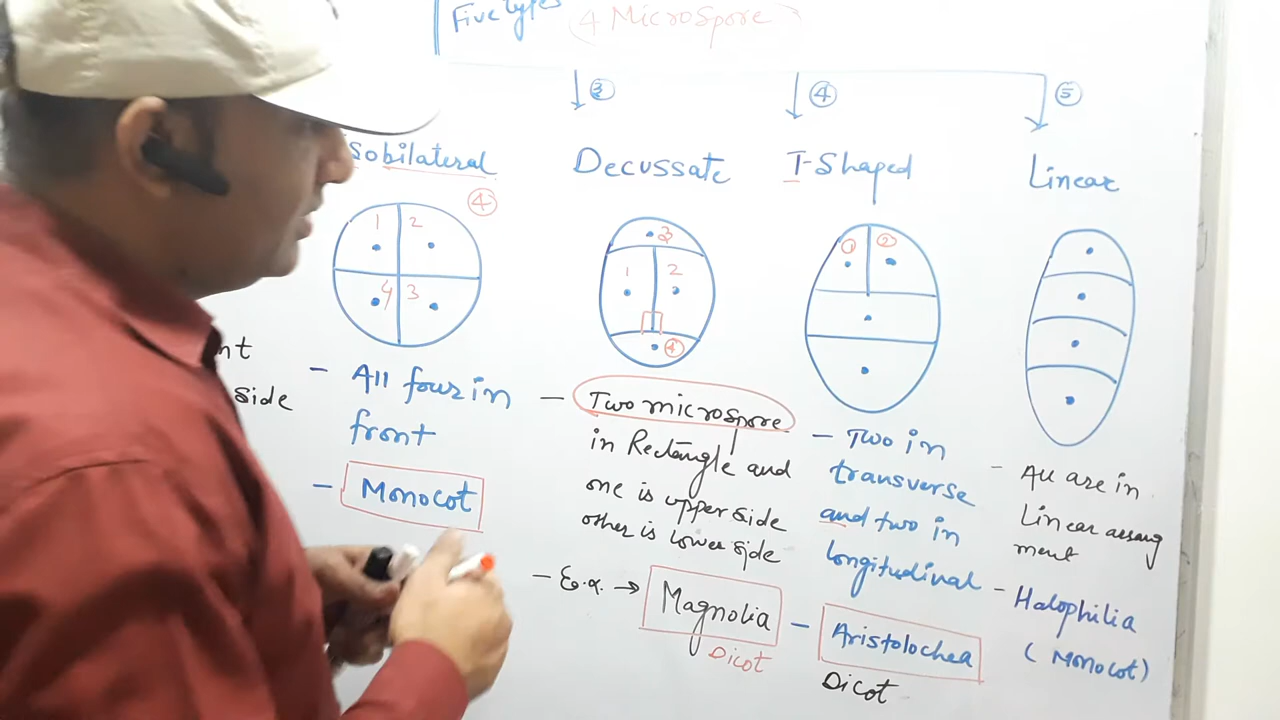 Five types
4 Microspore
3
4
5
sobilateral
Decussate
T-Shaped
Linear
4
1 2
4 3
3
1 2
4
1 2
nt
side
- All four in
front
- Monocot
- Two microspore
in Rectangle and
one is upper side
other is lower side
- E.x. → Magnolia
Dicot
- Two in
transverse
and two in
longitudinal
- Aristolochea
Dicot
- All are in
Linear arrang
ment
- Halophilia
(Monocot)